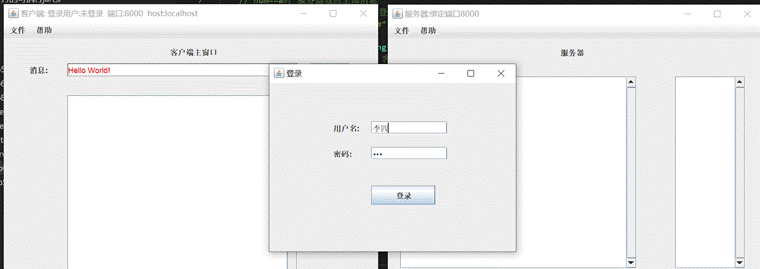 客户端: 登录用户:未登录 端口:8000 host:localhost
文件 帮助
客户端主窗口
消息:
Hello World!
服务器:绑定端口8000
文件 帮助
服务器
登录
用户名:
李四
密码:
•••
登录